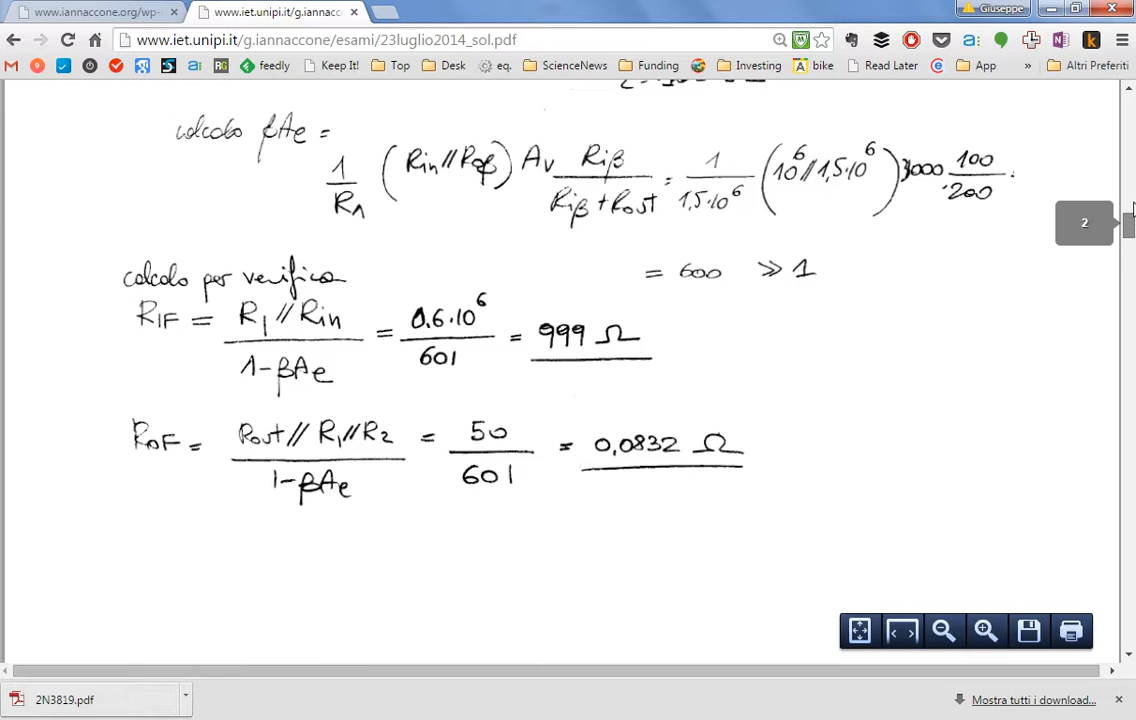 www.iannaccone.org/wp-
www.iet.unipi.it/g.iannacc
Giuseppe
www.iet.unipi.it/g.iannaccone/esami/23luglio2014_sol.pdf
feedly Keep It! Top Desk eq. ScienceNews Funding Investing bike Read Later App » Altri Preferiti
calcolo βAe =
1/R1 (Rin//Roβ) Av Riβ/(Riβ+Rout) = 1/(1,5·10^6) (10^6//1,5·10^6) ·1000 100/200 ·
2
= 600 >> 1
calcolo per verifica
RIF = (R1//Rin)/(1-βAe) = 0.6·10^6/601 = 999 Ω
ROF = (Rout//R1//R2)/(1-βAe) = 50/601 = 0,0832 Ω
2N3819.pdf
Mostra tutti i download...